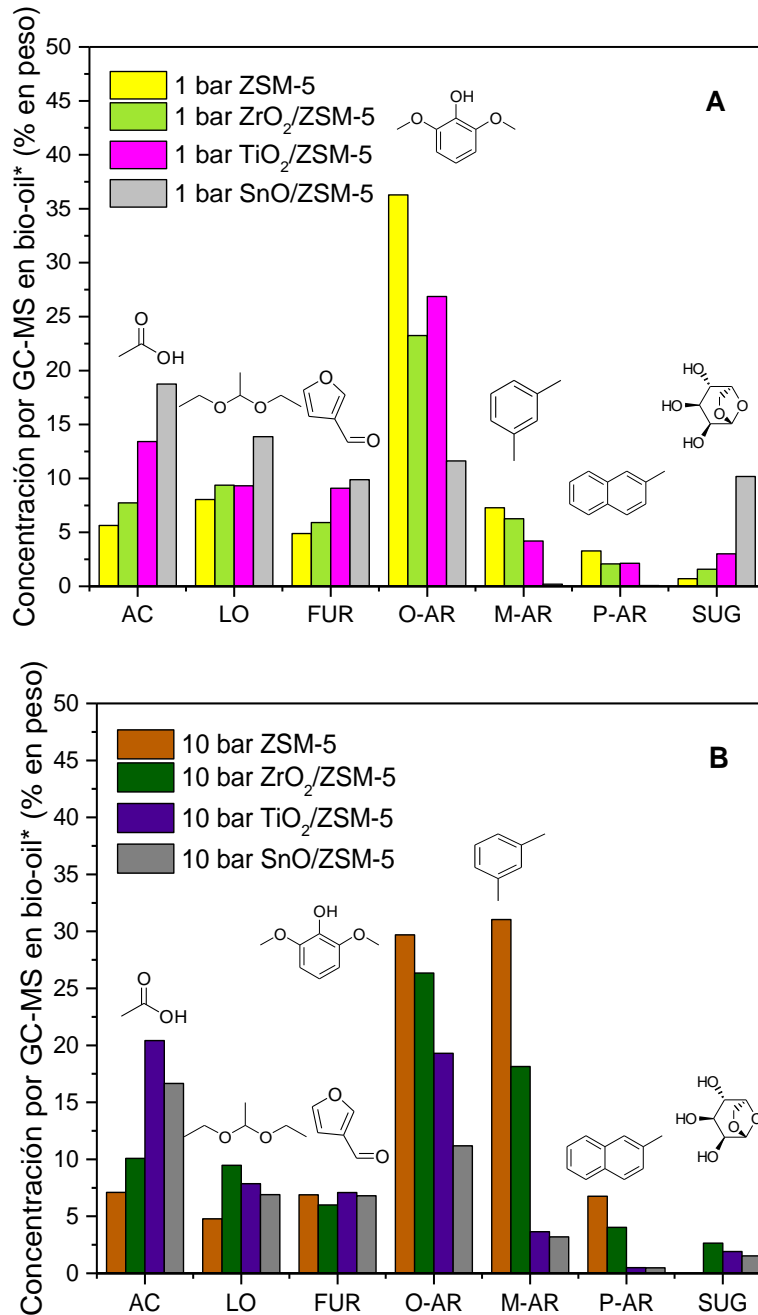 Concentración por GC-MS en bio-oil* (% en peso)
50
45
40
35
30
25
20
15
10
5
0
1 bar ZSM-5
1 bar ZrO2/ZSM-5
1 bar TiO2/ZSM-5
1 bar SnO/ZSM-5
A
OH
O O
O
OH
O O
O
O
HO
HO
HO
O
O
AC LO FUR O-AR M-AR P-AR SUG
Concentración por GC-MS en bio-oil* (% en peso)
50
45
40
35
30
25
20
15
10
5
0
10 bar ZSM-5
10 bar ZrO2/ZSM-5
10 bar TiO2/ZSM-5
10 bar SnO/ZSM-5
B
OH
O O
O
OH
O O
O
O
HO
HO
HO
O
O
AC LO FUR O-AR M-AR P-AR SUG